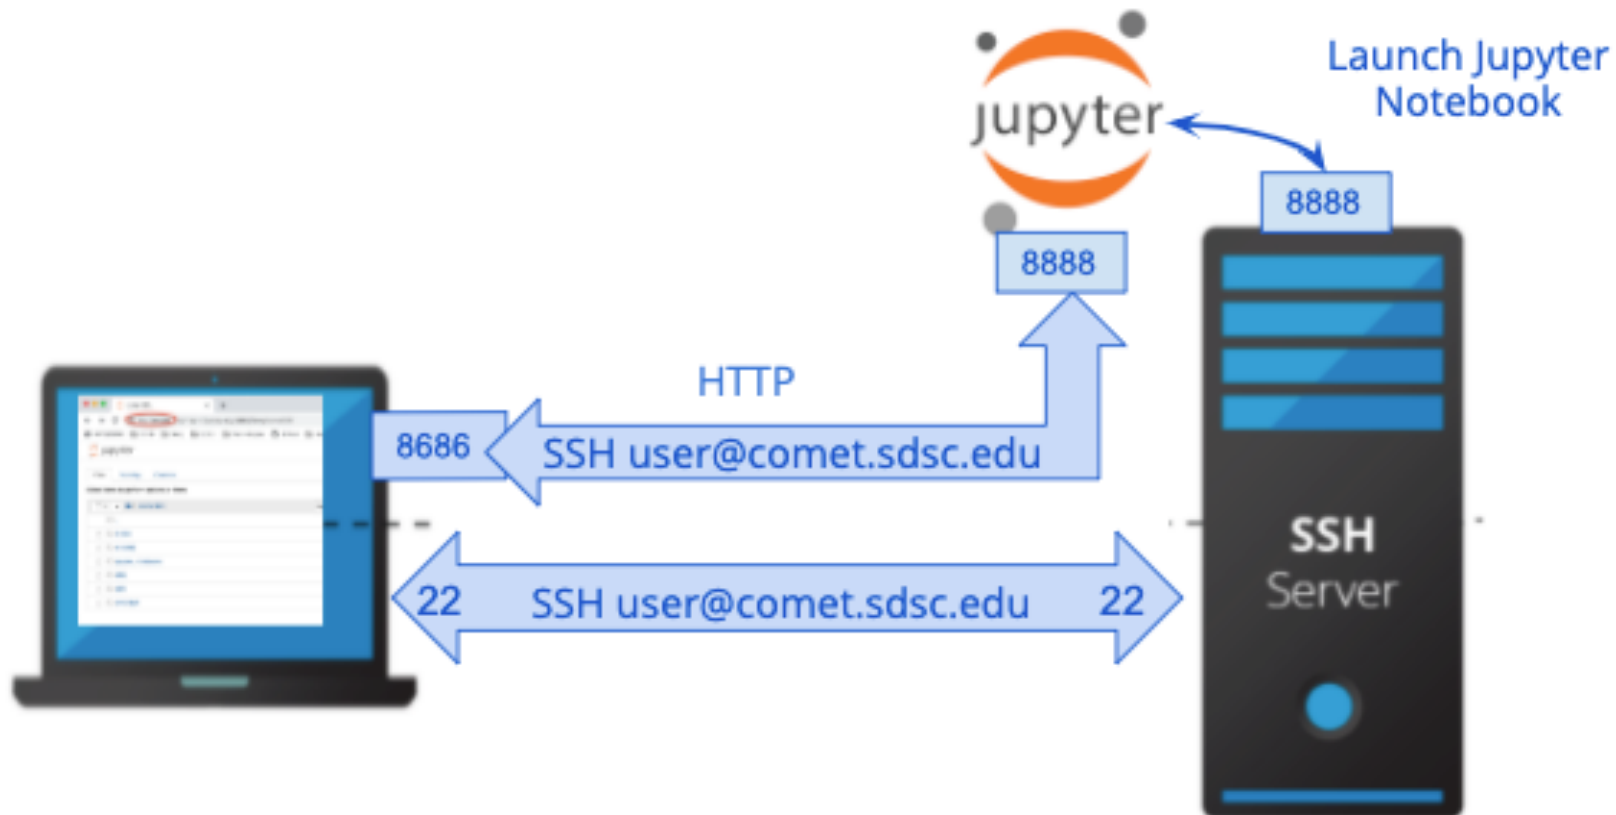 Launch Jupyter
Notebook
jupyter
8888
8888
HTTP
8686
SSH user@comet.sdsc.edu
SSH
Server
22
SSH user@comet.sdsc.edu
22